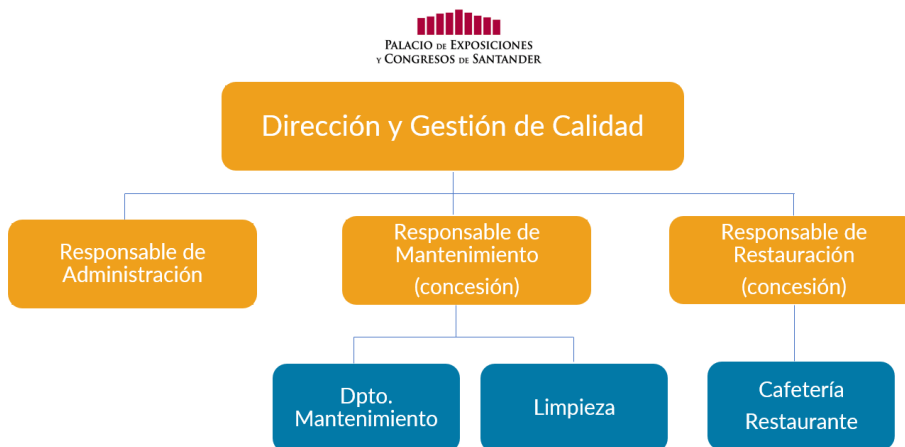 PALACIO DE EXPOSICIONES
Y CONGRESOS DE SANTANDER
Dirección y Gestión de Calidad
Responsable de
Administración
Responsable de
Mantenimiento
(concesión)
Responsable de
Restauración
(concesión)
Dpto.
Mantenimiento
Limpieza
Cafetería
Restaurante